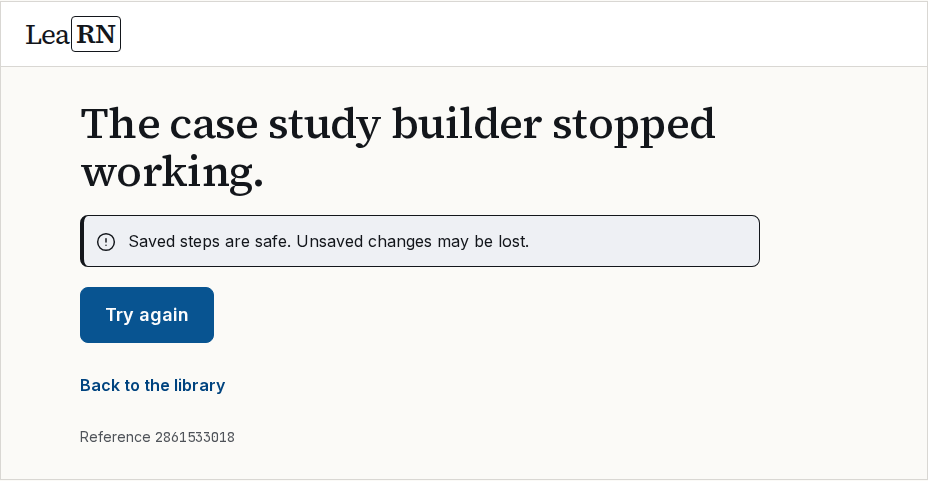 LeaRN
The case study builder stopped
working.
Saved steps are safe. Unsaved changes may be lost.
Try again
Back to the library
Reference 2861533018